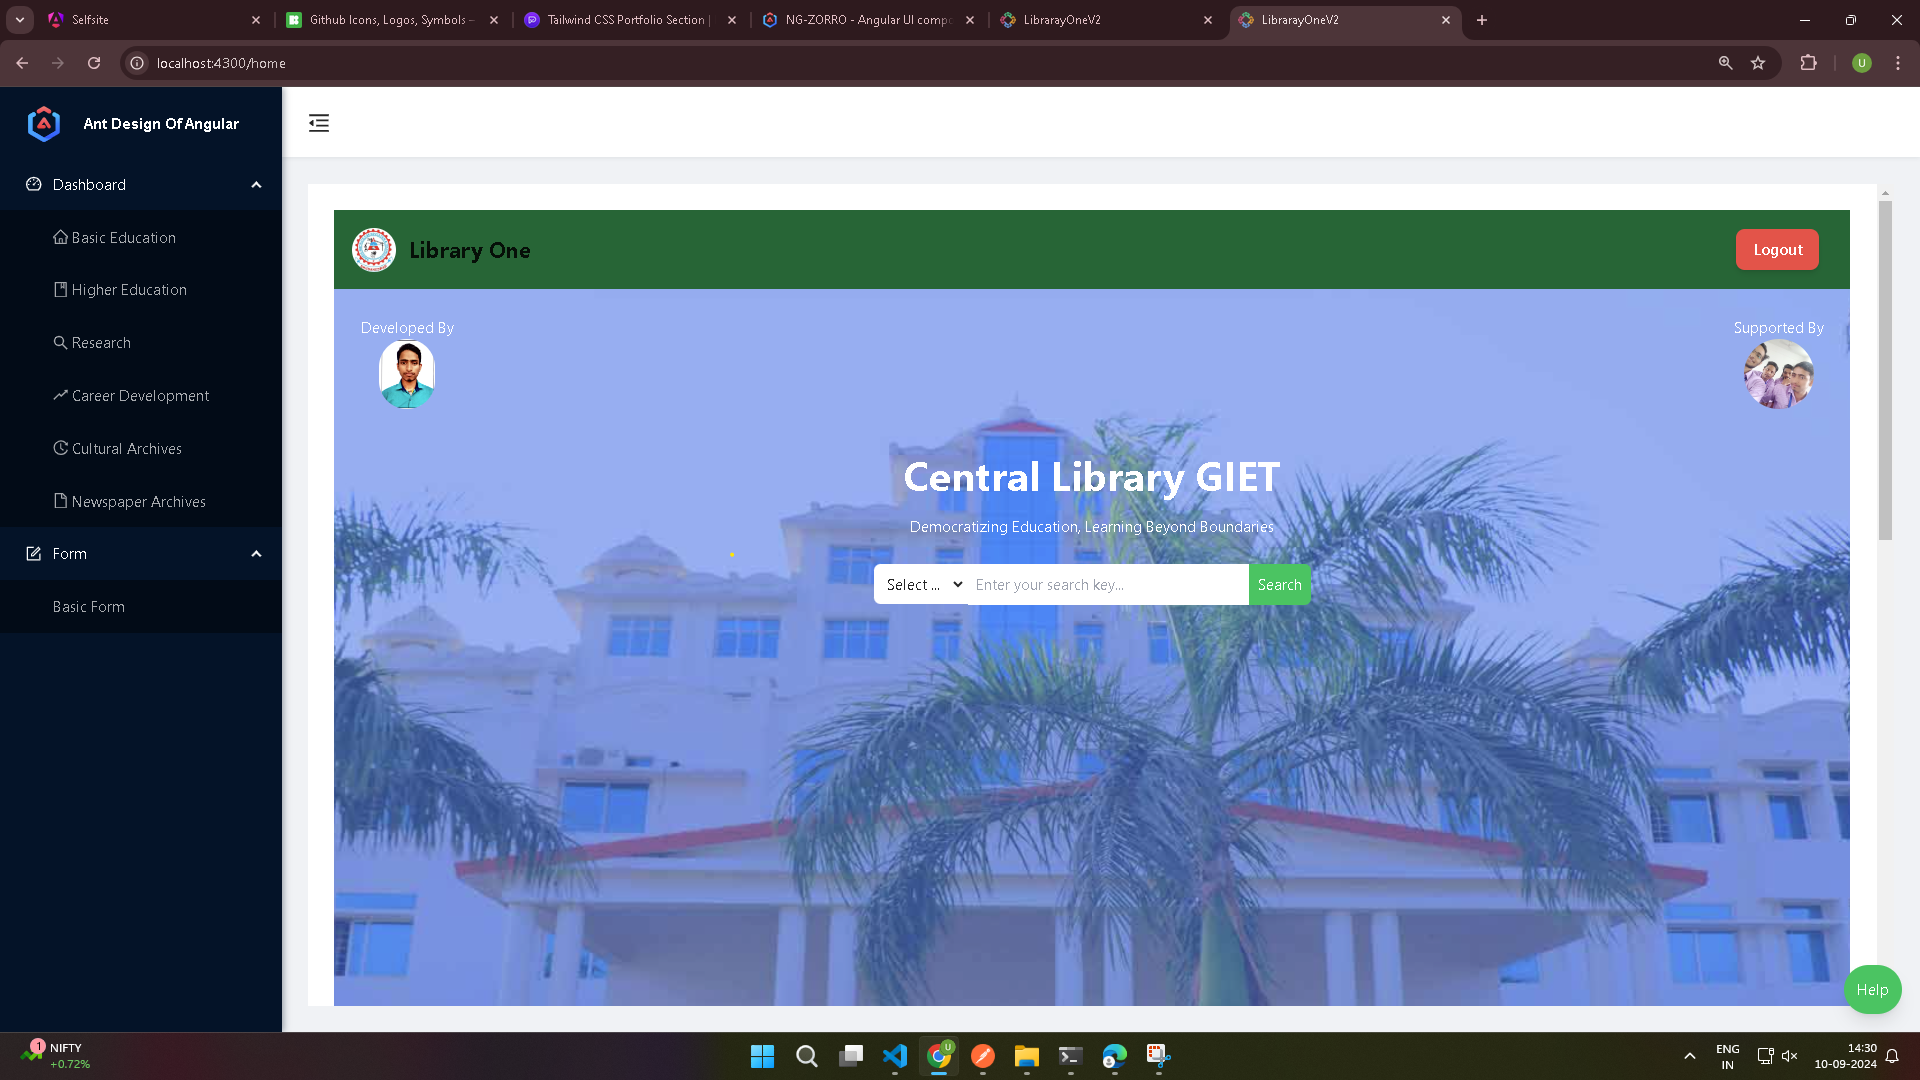 Selfsite
Github Icons, Logos, Symbols –
Tailwind CSS Portfolio Section |
NG-ZORRO - Angular UI compo
LibrarayOneV2
LibrarayOneV2
localhost:4300/home
U
Ant Design Of Angular
Dashboard
Basic Education
Higher Education
Research
Career Development
Cultural Archives
Newspaper Archives
Form
Basic Form
Library One
Logout
Developed By
Supported By
Central Library GIET
Democratizing Education, Learning Beyond Boundaries
Select ...
Enter your search key...
Search
Help
1
NIFTY
+0.72%
U
ENG
IN
14:30
10-09-2024